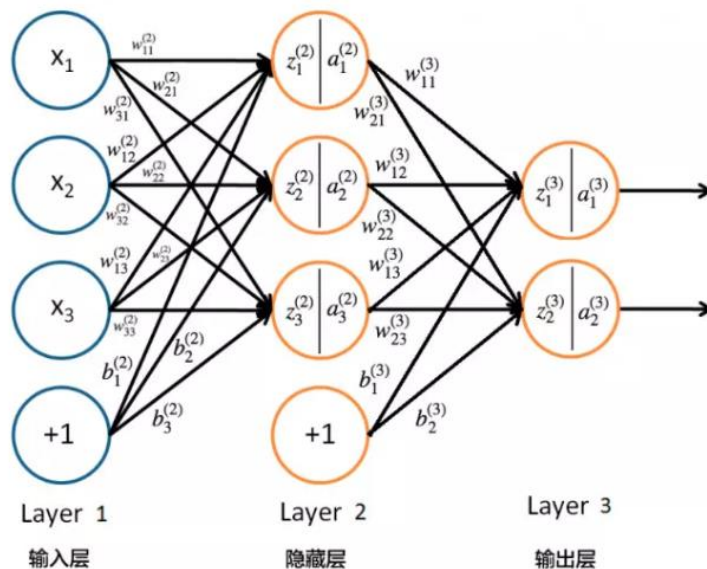 x₁
w₁₁⁽²⁾
w₂₁⁽²⁾
w₃₁⁽²⁾
z₁⁽²⁾ a₁⁽²⁾
w₁₁⁽³⁾
w₂₁⁽³⁾
w₁₂⁽²⁾
x₂
w₂₂⁽²⁾
w₃₂⁽²⁾
z₂⁽²⁾ a₂⁽²⁾
w₁₂⁽³⁾
w₂₂⁽³⁾
z₁⁽³⁾ a₁⁽³⁾
w₁₃⁽²⁾
w₂₃⁽²⁾
w₁₃⁽³⁾
x₃
w₃₃⁽²⁾
z₃⁽²⁾ a₃⁽²⁾
w₂₃⁽³⁾
z₂⁽³⁾ a₂⁽³⁾
b₁⁽²⁾
b₂⁽²⁾
b₃⁽²⁾
b₁⁽³⁾
b₂⁽³⁾
+1
+1
Layer 1
Layer 2
Layer 3
输入层
隐藏层
输出层